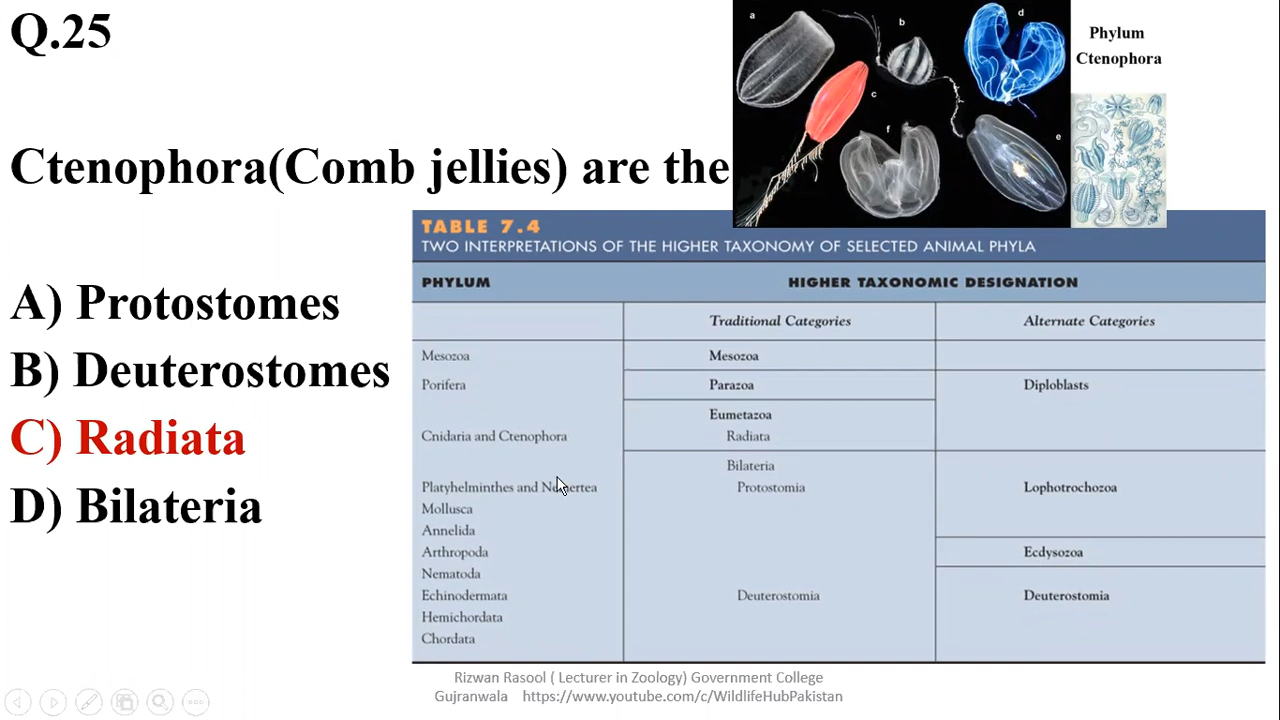 Q.25
Phylum
Ctenophora
a
b
d
c
f
e
Ctenophora(Comb jellies) are the
A) Protostomes
B) Deuterostomes
C) Radiata
D) Bilateria
TABLE 7.4
TWO INTERPRETATIONS OF THE HIGHER TAXONOMY OF SELECTED ANIMAL PHYLA
PHYLUM HIGHER TAXONOMIC DESIGNATION
Traditional Categories Alternate Categories
Mesozoa Mesozoa
Porifera Parazoa Diploblasts
Eumetazoa
Cnidaria and Ctenophora Radiata
Bilateria
Platyhelminthes and Nemertea Protostomia Lophotrochozoa
Mollusca
Annelida
Arthropoda Ecdysozoa
Nematoda
Echinodermata Deuterostomia Deuterostomia
Hemichordata
Chordata
Rizwan Rasool ( Lecturer in Zoology) Government College
Gujranwala https://www.youtube.com/c/WildlifeHubPakistan